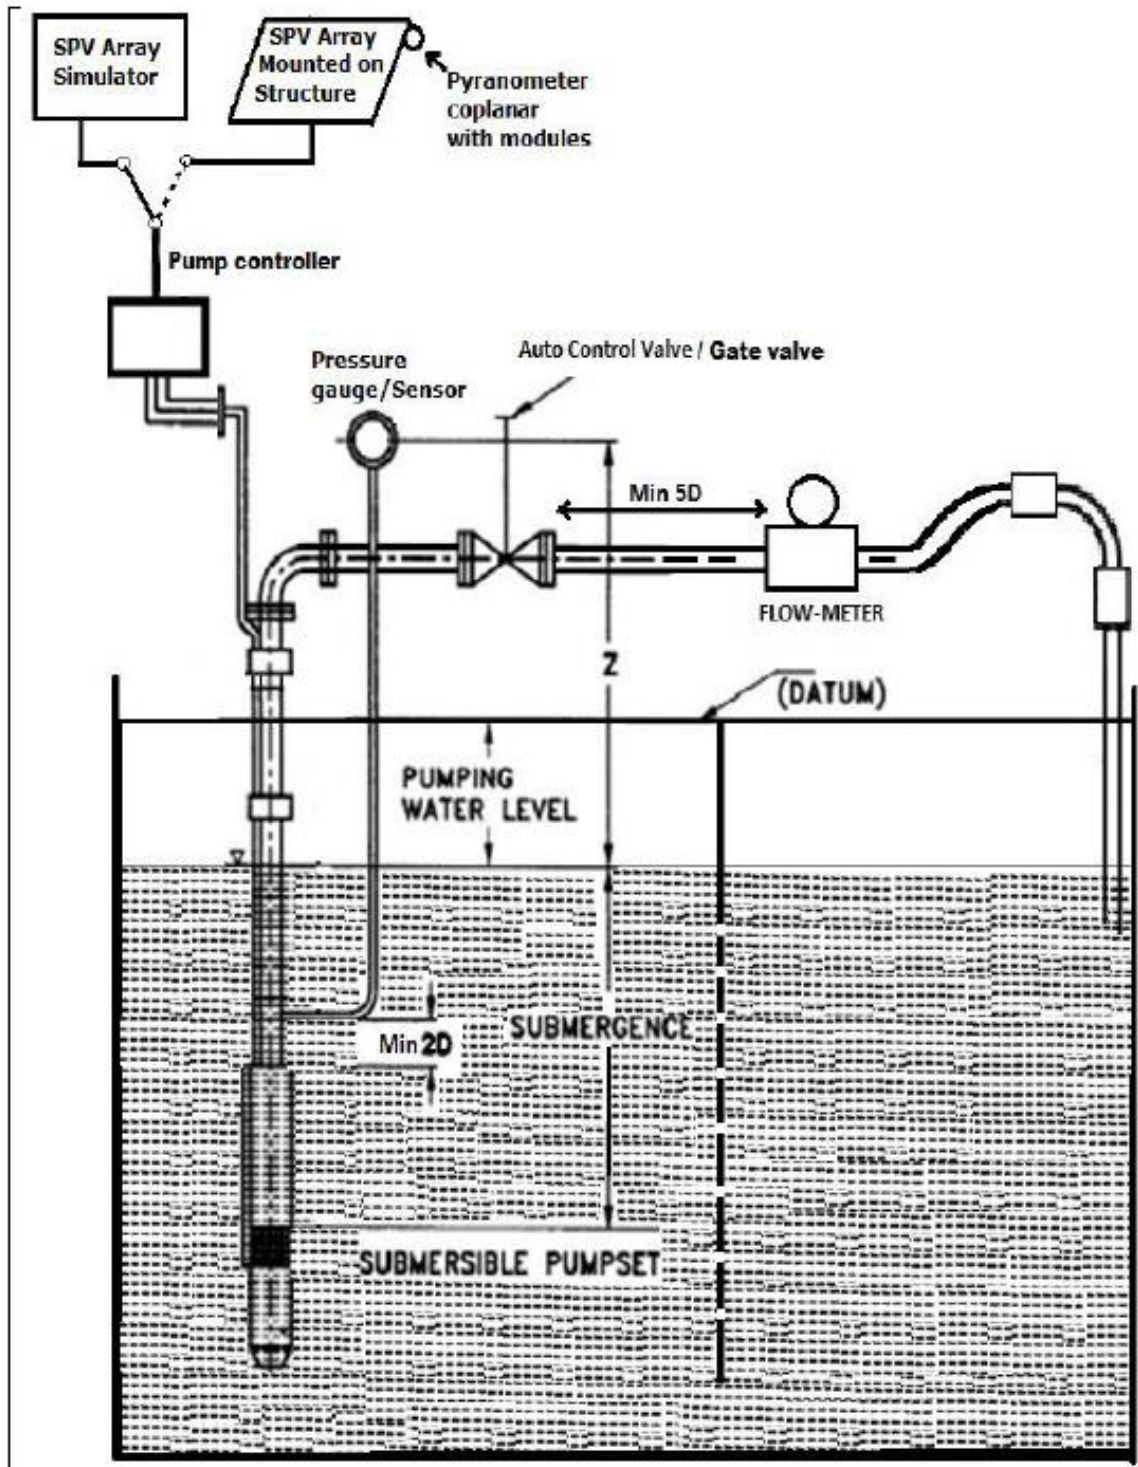 SPV Array
Simulator
SPV Array
Mounted on
Structure
Pyranometer
coplanar
with modules
Pump controller
Pressure
gauge/Sensor
Auto Control Valve / Gate valve
Min 5D
FLOW-METER
Z
(DATUM)
PUMPING
WATER LEVEL
SUBMERGENCE
Min 2D
SUBMERSIBLE PUMPSET